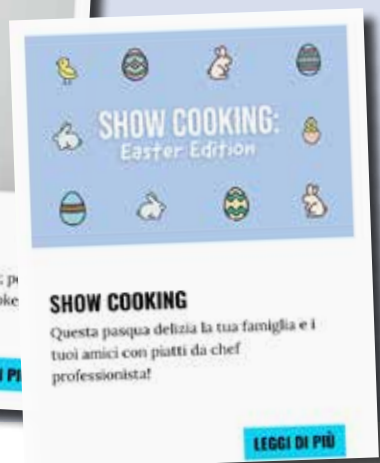 SHOW COOKING:
Easter Edition
SHOW COOKING
Questa pasqua delizia la tua famiglia e i
tuoi amici con piatti da chef
professionista!
LEGGI DI PIÙ